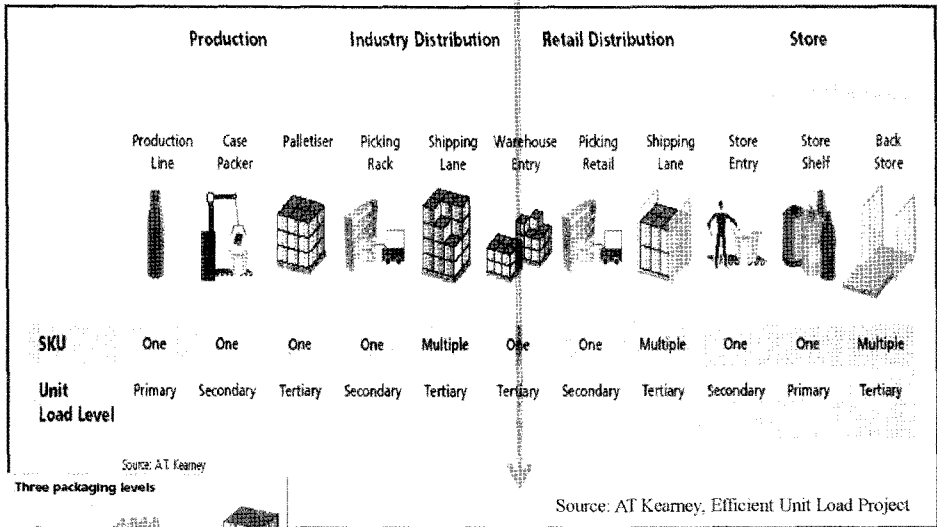 Production Industry Distribution Retail Distribution Store
Production Case Palletiser Picking Shipping Warehouse Picking Shipping Store Store Back
Line Packer Rack Lane Entry Retail Lane Entry Shelf Store
SKU One One One One Multiple One One Multiple One One Multiple
Unit Primary Secondary Tertiary Secondary Tertiary Tertiary Secondary Tertiary Secondary Primary Tertiary
Load Level
Source: A.T. Kearney
Three packaging levels
Source: AT Kearney, Efficient Unit Load Project